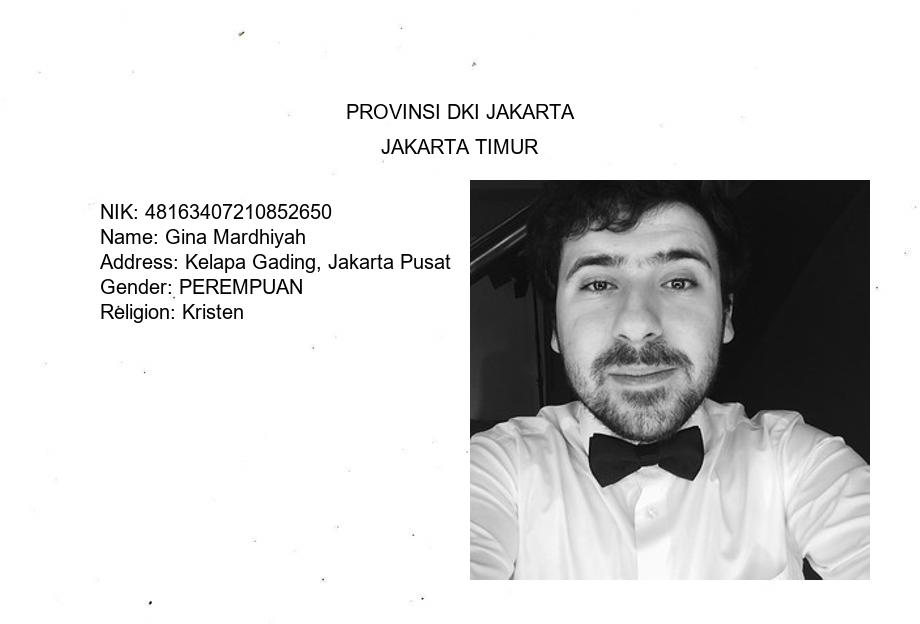 PROVINSI DKI JAKARTA
JAKARTA TIMUR
NIK: 48163407210852650
Name: Gina Mardhiyah
Address: Kelapa Gading, Jakarta Pusat
Gender: PEREMPUAN
Religion: Kristen